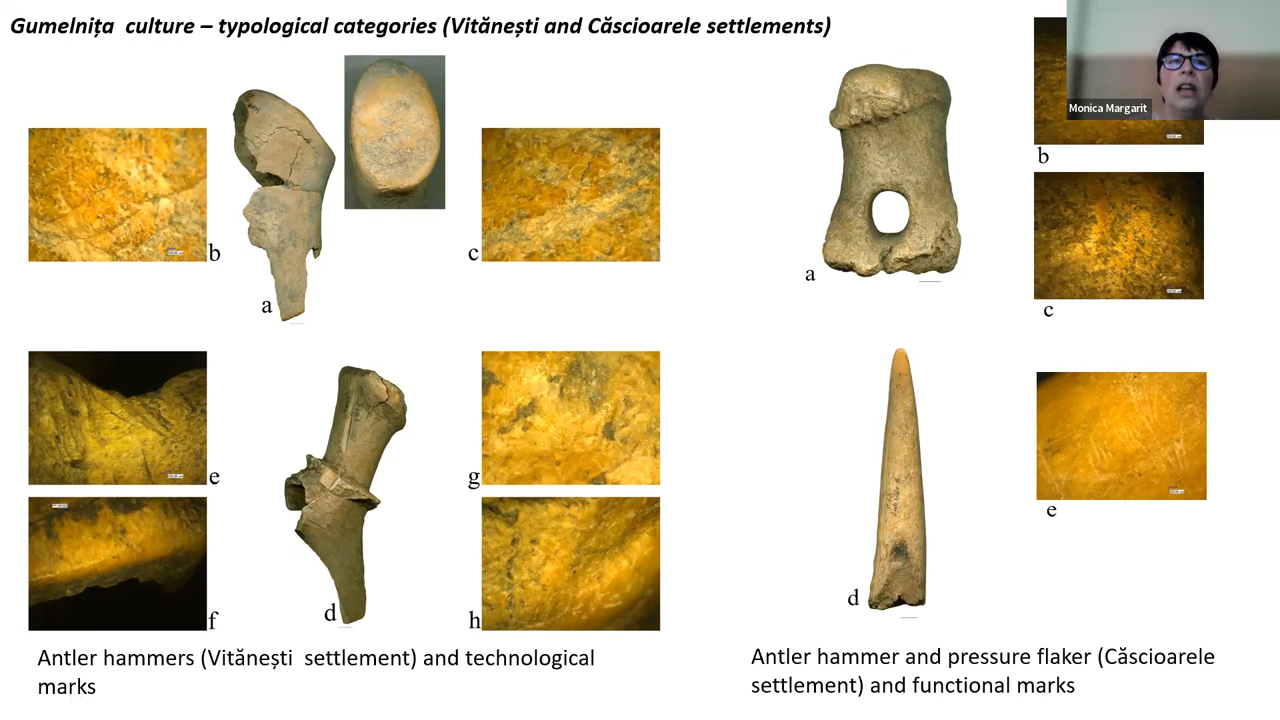 Gumelnița culture – typological categories (Vitănești and Căscioarele settlements)
Monica Margarit
b
a
c
e
f
d
g
h
Antler hammers (Vitănești settlement) and technological
marks
a
b
c
d
e
Antler hammer and pressure flaker (Căscioarele
settlement) and functional marks